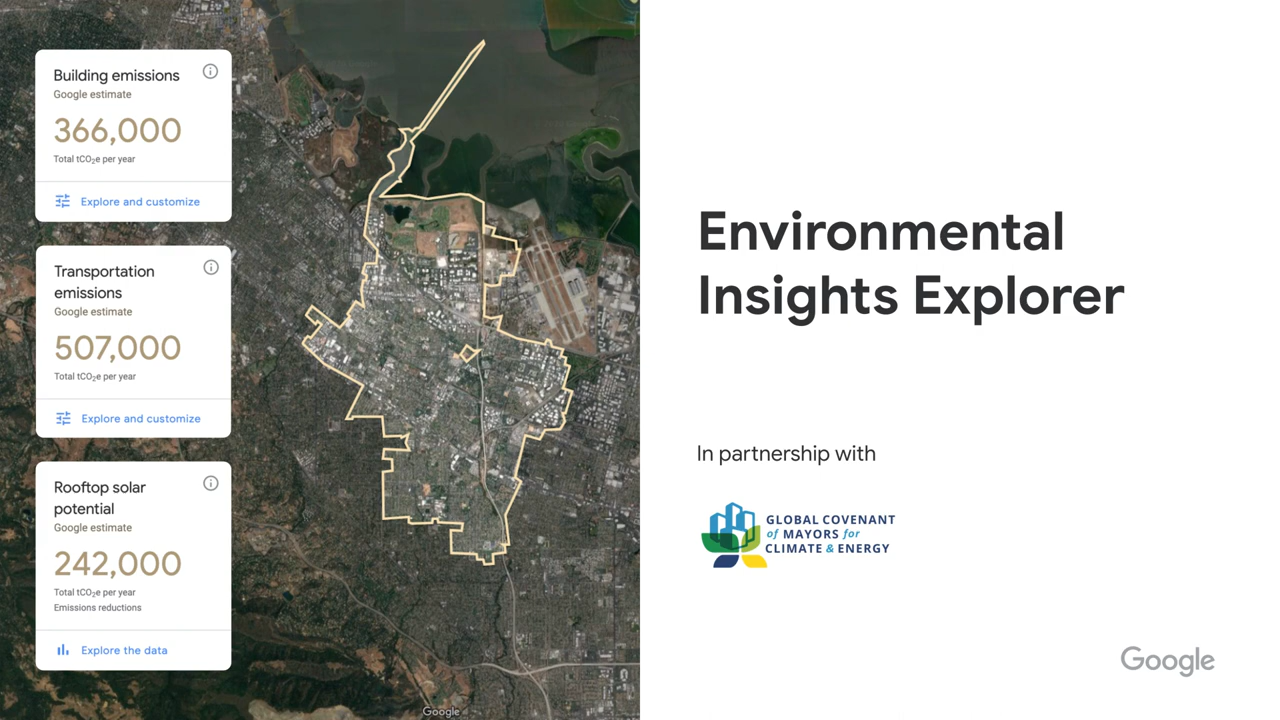 Building emissions
Google estimate
366,000
Total tCO₂e per year
Explore and customize
Transportation
emissions
Google estimate
507,000
Total tCO₂e per year
Explore and customize
Rooftop solar
potential
Google estimate
242,000
Total tCO₂e per year
Emissions reductions
Explore the data
Google
Environmental
Insights Explorer
In partnership with
GLOBAL COVENANT
of MAYORS for
CLIMATE & ENERGY
Google